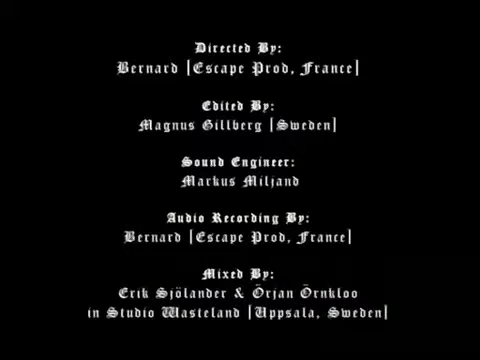 Directed By:
Bernard [Escape Prod, France]
Edited By:
Magnus Gillberg [Sweden]
Sound Engineer:
Markus Miljand
Audio Recording By:
Bernard [Escape Prod, France]
Mixed By:
Erik Sjölander & Örjan Örnkloo
in Studio Wasteland [Uppsala, Sweden]